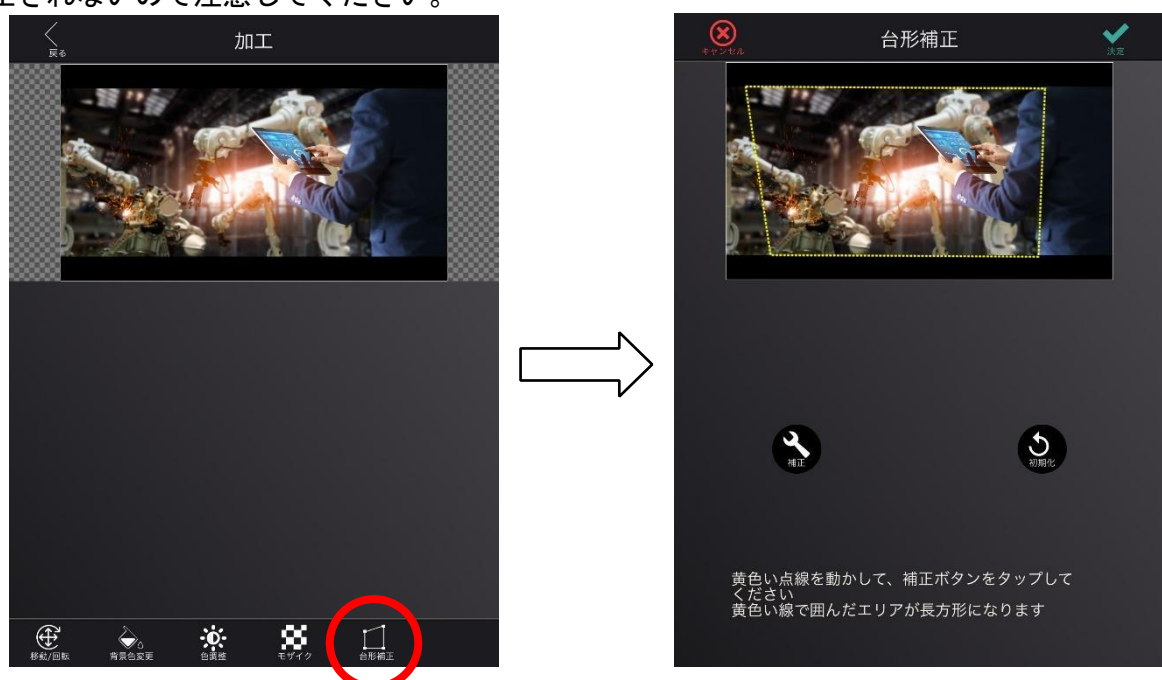 正されないので注意してください。
戻る
加工
移動/回転
背景色変更
色調整
モザイク
台形補正
キャンセル
台形補正
決定
補正
初期化
黄色い点線を動かして、補正ボタンをタップして
ください
黄色い線で囲んだエリアが長方形になります